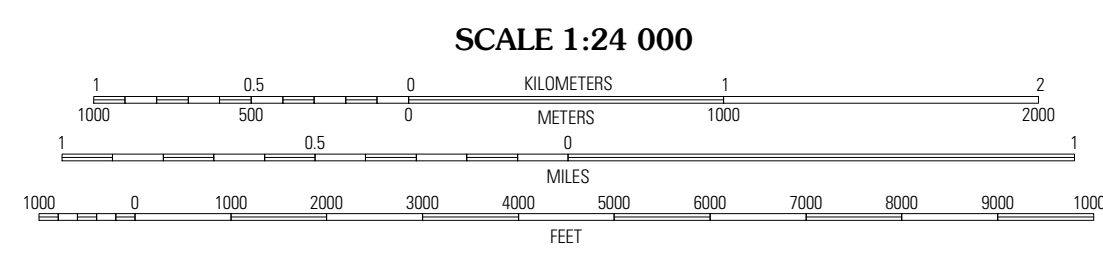 SCALE 1:24 000
1 0.5 0 KILOMETERS 1 2
1000 500 0 METERS 1000 2000
1 0.5 0 1
MILES
1000 0 1000 2000 3000 4000 5000 6000 7000 8000 9000 1000
FEET